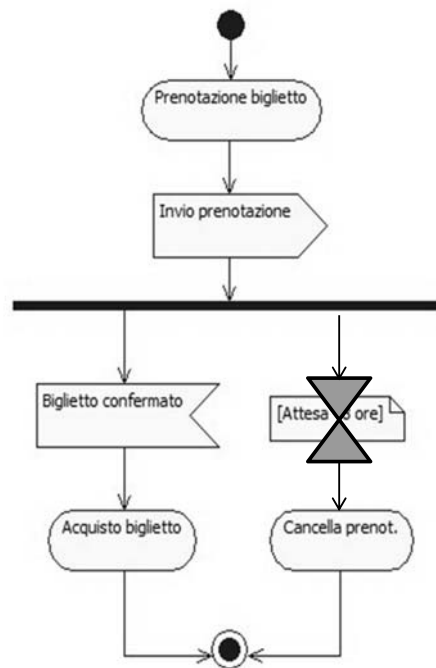 Prenotazione biglietto
Invio prenotazione
Biglietto confermato
[Attesa ore]
Acquisto biglietto
Cancella prenot.